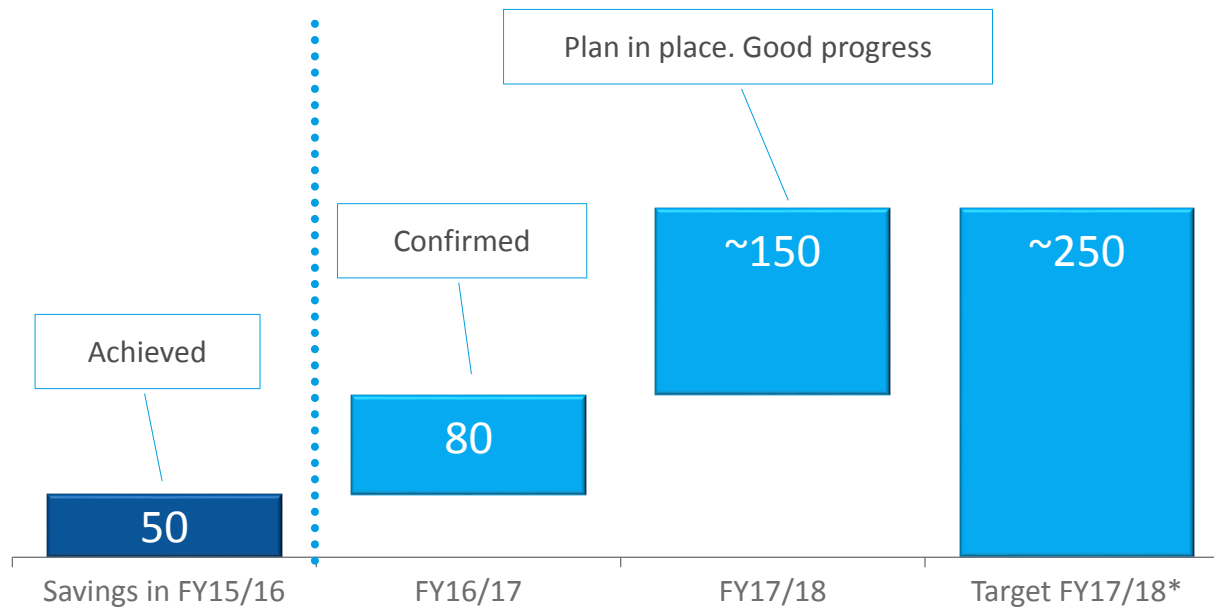 Plan in place. Good progress
Confirmed
Achieved
~150
~250
80
50
Savings in FY15/16
FY16/17
FY17/18
Target FY17/18*